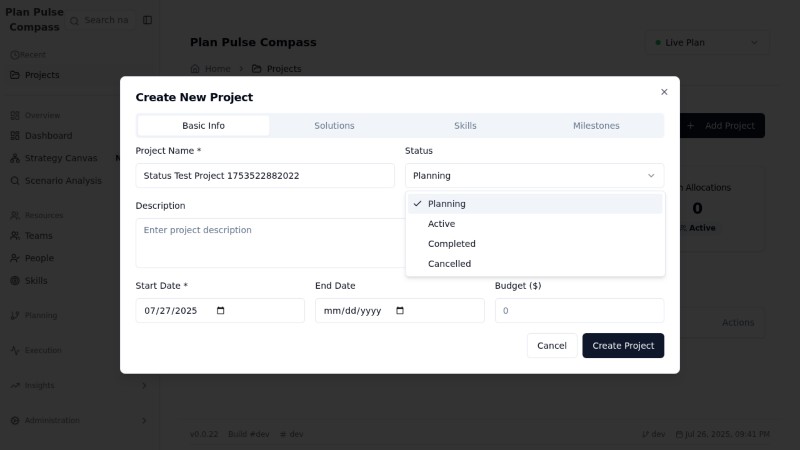 Plan Pulse
Compass
Search na
Recent
Projects
Overview
Dashboard
Strategy Canvas
Scenario Analysis
Resources
Teams
People
Skills
Planning
Execution
Insights
Administration
Plan Pulse Compass
Live Plan
Home > Projects
Add Project
Allocations
0
Active
Actions
Create New Project
Basic Info
Solutions
Skills
Milestones
Project Name *
Status
Status Test Project 1753522882022
Planning
Planning
Active
Completed
Cancelled
Description
Enter project description
Start Date *
End Date
Budget ($)
07/27/2025
mm/dd/yyyy
0
Cancel
Create Project
v0.0.22
Build #dev
dev
dev
Jul 26, 2025, 09:41 PM